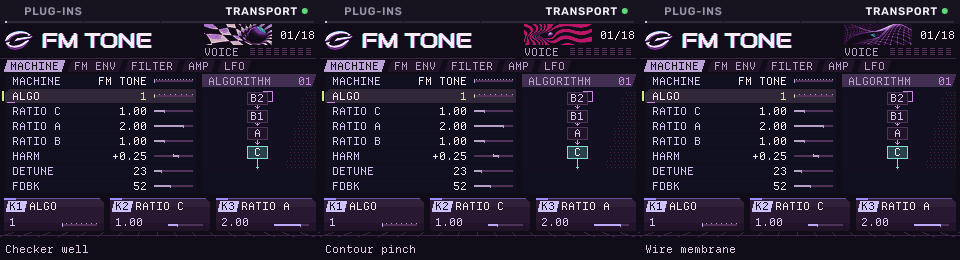 PLUG-INS TRANSPORT
FM TONE 01/18
VOICE
MACHINE FM ENV FILTER AMP LFO
MACHINE FM TONE
ALGO 1
RATIO C 1.00
RATIO A 2.00
RATIO B 1.00
HARM +0.25
DETUNE 23
FDBK 52
ALGORITHM 01
B2
B1
A
C
K1 ALGO
1
K2 RATIO C
1.00
K3 RATIO A
2.00
Checker well
PLUG-INS TRANSPORT
FM TONE 01/18
VOICE
MACHINE FM ENV FILTER AMP LFO
MACHINE FM TONE
ALGO 1
RATIO C 1.00
RATIO A 2.00
RATIO B 1.00
HARM +0.25
DETUNE 23
FDBK 52
ALGORITHM 01
B2
B1
A
C
K1 ALGO
1
K2 RATIO C
1.00
K3 RATIO A
2.00
Contour pinch
PLUG-INS TRANSPORT
FM TONE 01/18
VOICE
MACHINE FM ENV FILTER AMP LFO
MACHINE FM TONE
ALGO 1
RATIO C 1.00
RATIO A 2.00
RATIO B 1.00
HARM +0.25
DETUNE 23
FDBK 52
ALGORITHM 01
B2
B1
A
C
K1 ALGO
1
K2 RATIO C
1.00
K3 RATIO A
2.00
Wire membrane